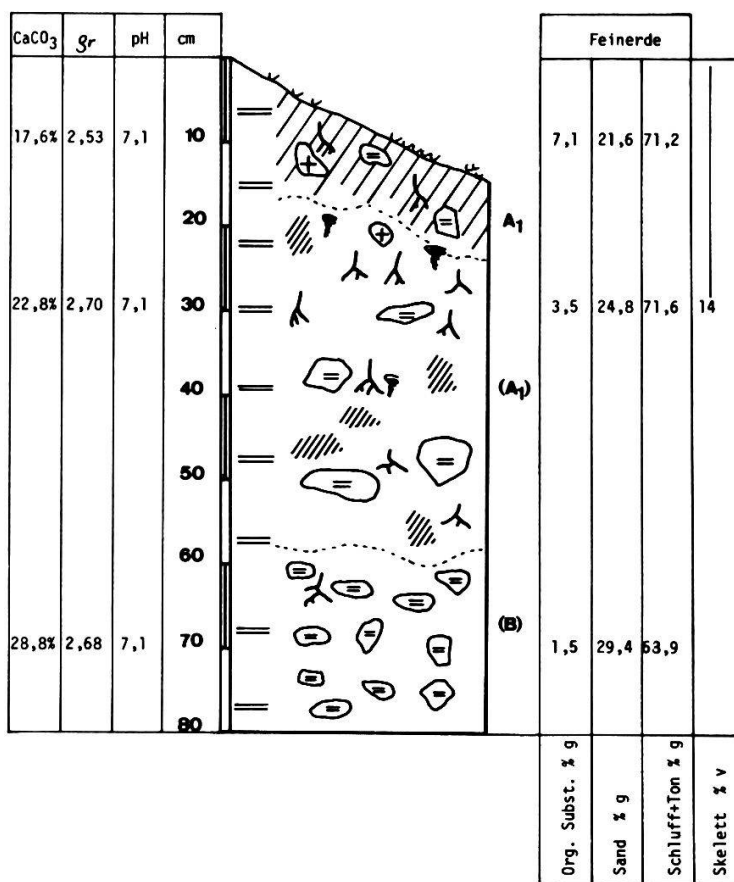 Feinerde
CaCO3 gr pH cm
10
17,6% 2,53 7,1 7,1 21,6 71,2
20 A1
22,8% 2,70 7,1 30 3,5 24,8 71,6 14
40 (A1)
50
60
(B)
28,8% 2,68 7,1 70 1,5 29,4 63,9
80
Org. Subst. % g
Sand % g
Schluff+Ton % g
Skelett % v